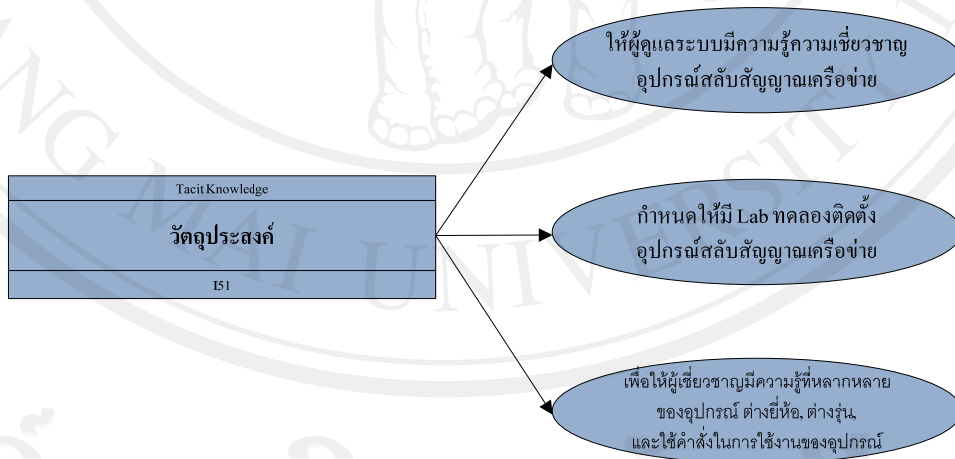 Tacit Knowledge
วัตถุประสงค์
I51
ให้ผู้ดูแลระบบมีความรู้ความเชี่ยวชาญ
อุปกรณ์สลับสัญญาณเครือข่าย
กำหนดให้มี Lab ทดลองติดตั้ง
อุปกรณ์สลับสัญญาณเครือข่าย
เพื่อให้ผู้เชี่ยวชาญมีความรู้ที่หลากหลาย
ของอุปกรณ์ ต่างยี่ห้อ, ต่างรุ่น,
และใช้คำสั่งในการใช้งานของอุปกรณ์
NG MAI UNIVERSITY